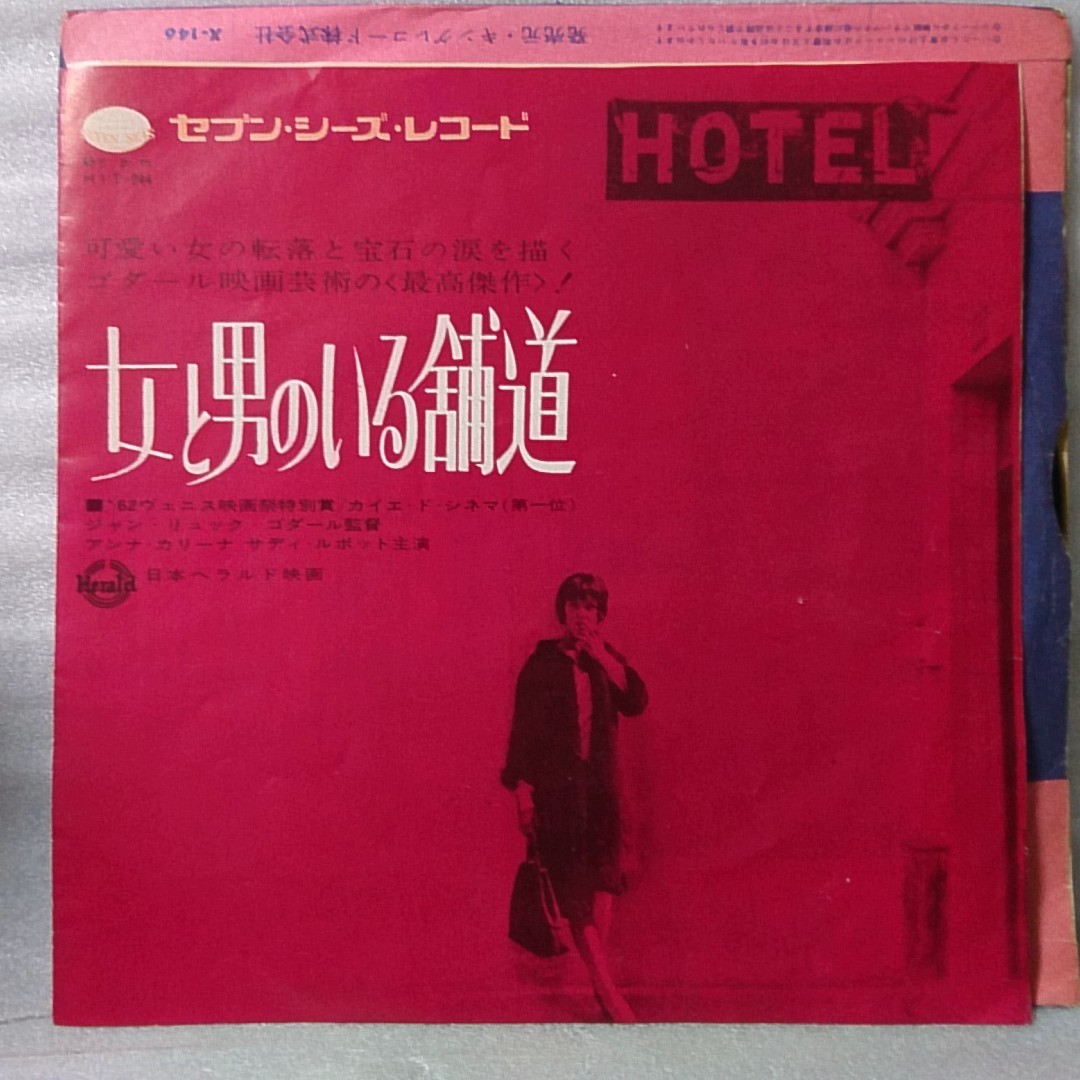 発売元・キングレコード株式会社 X-146
SEVEN SEAS
セブン・シーズ・レコード
HIT-
HOTEL
可愛い女の転落と宝石の涙を描く
ゴダール映画芸術の<最高傑作>!
女と男のいる舗道
■'62ヴェニス映画祭特別賞/カイエ・ド・シネマ(第一位)
ジャン・リュック・ゴダール監督
アンナ・カリーナ サディ・ルボット主演
Herald 日本ヘラルド映画